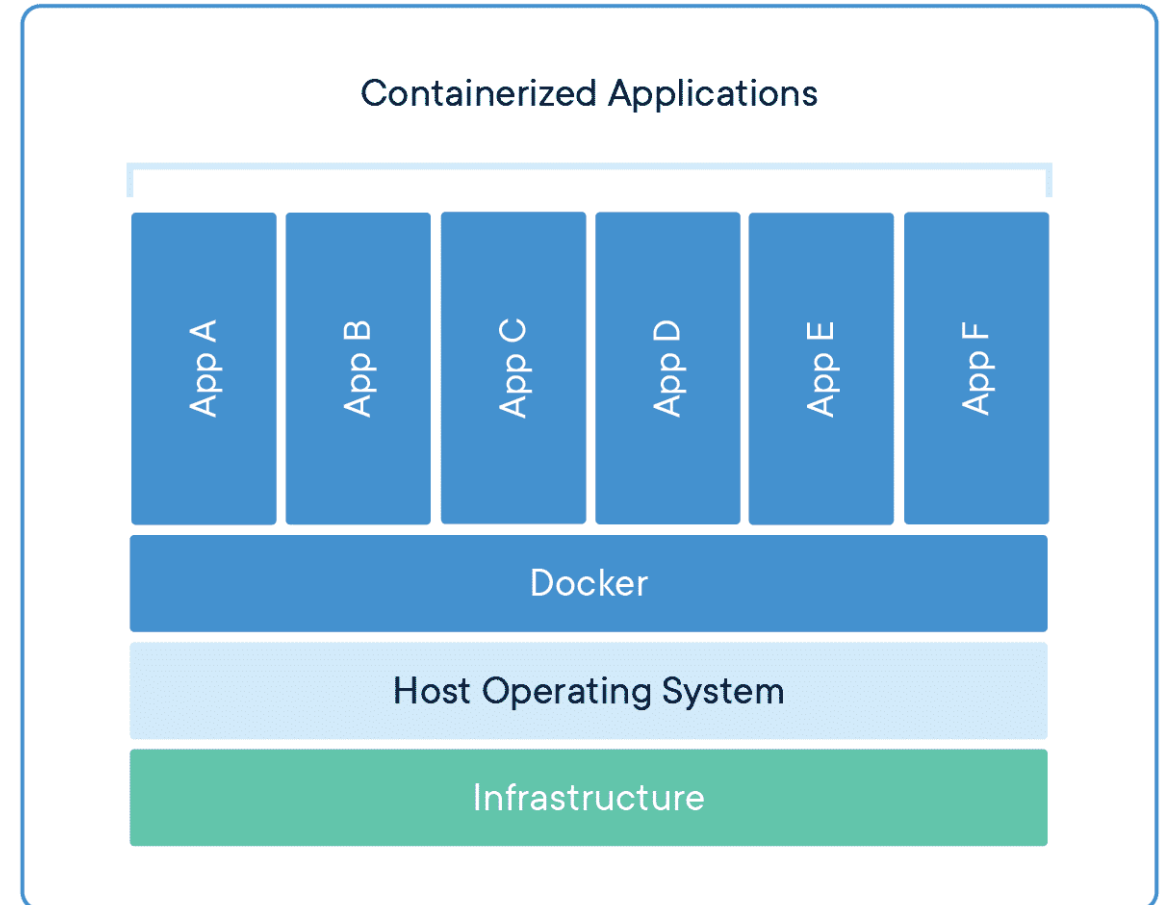 Containerized Applications
App A
App B
App C
App D
App E
App F
Docker
Host Operating System
Infrastructure